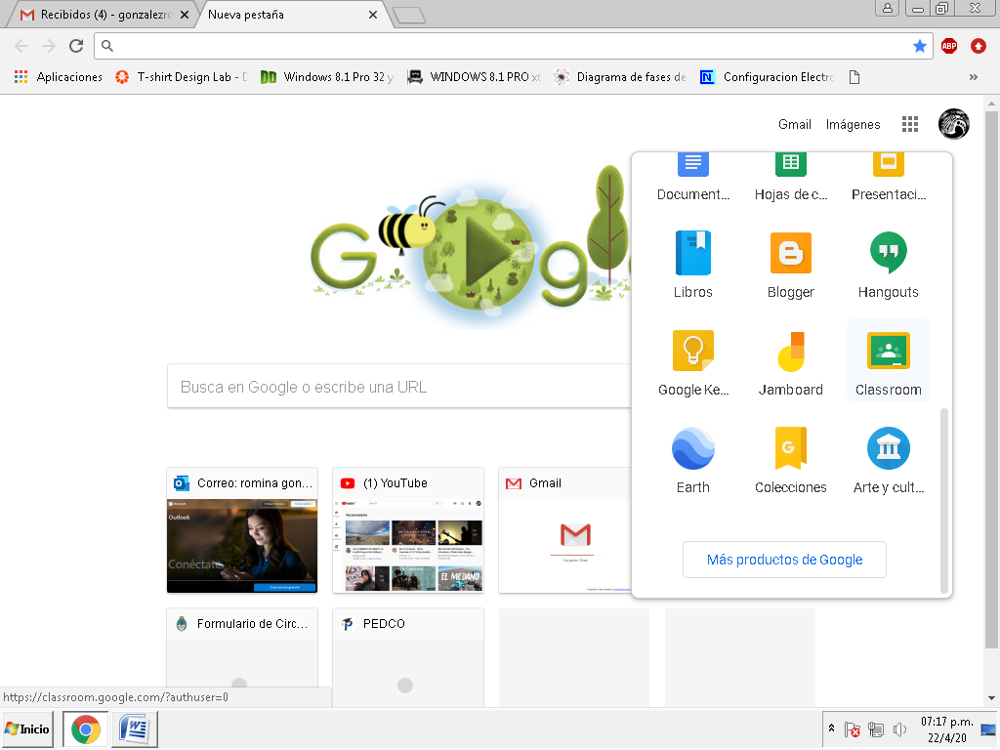 Recibidos (4) - gonzalezro
Nueva pestaña
ABP
Aplicaciones
T-shirt Design Lab - D
Windows 8.1 Pro 32 y
WINDOWS 8.1 PRO x6
Diagrama de fases de
Configuracion Electro
»
Gmail
Imágenes
Document...
Hojas de c...
Presentaci...
Libros
Blogger
Hangouts
Google Ke...
Jamboard
Classroom
Earth
Colecciones
Arte y cult...
Más productos de Google
Busca en Google o escribe una URL
Correo: romina gon...
(1) YouTube
Gmail
Outlook
Conéctate
EL MEDANO
Formulario de Circ...
PEDCO
https://classroom.google.com/?authuser=0
Inicio
07:17 p.m.
22/4/20